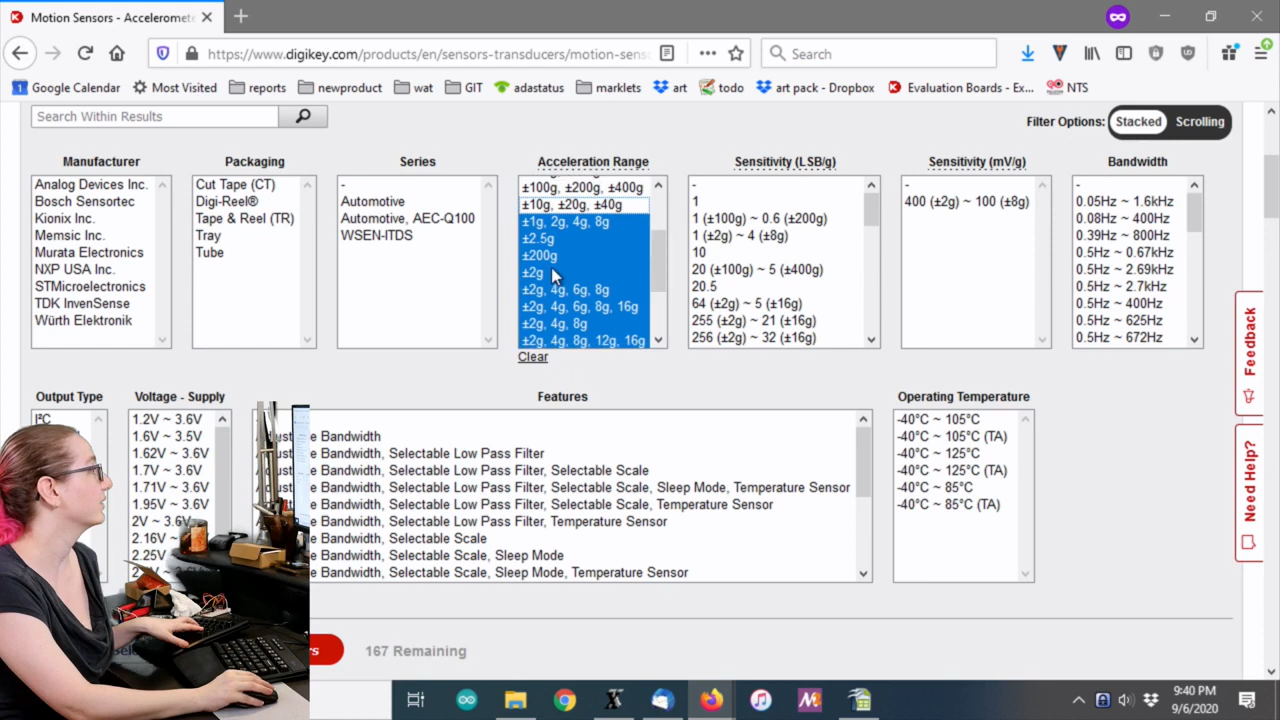 Motion Sensors - Acceleromete
https://www.digikey.com/products/en/sensors-transducers/motion-sens
Search
Google Calendar
Most Visited
reports
newproduct
wat
GIT
adastatus
marklets
art
todo
art pack - Dropbox
Evaluation Boards - Ex...
NTS
Search Within Results
Filter Options:
Stacked
Scrolling
Manufacturer
Analog Devices Inc.
Bosch Sensortec
Kionix Inc.
Memsic Inc.
Murata Electronics
NXP USA Inc.
STMicroelectronics
TDK InvenSense
Würth Elektronik
Packaging
Cut Tape (CT)
Digi-Reel®
Tape & Reel (TR)
Tray
Tube
Series
-
Automotive
Automotive, AEC-Q100
WSEN-ITDS
Acceleration Range
±100g, ±200g, ±400g
±10g, ±20g, ±40g
±1g, 2g, 4g, 8g
±2.5g
±200g
±2g
±2g, 4g, 6g, 8g
±2g, 4g, 6g, 8g, 16g
±2g, 4g, 8g
±2g, 4g, 8g, 12g, 16g
Clear
Sensitivity (LSB/g)
-
1
1 (±100g) ~ 0.6 (±200g)
1 (±2g) ~ 4 (±8g)
10
20 (±100g) ~ 5 (±400g)
20.5
64 (±2g) ~ 5 (±16g)
255 (±2g) ~ 21 (±16g)
256 (±2g) ~ 32 (±16g)
Sensitivity (mV/g)
-
400 (±2g) ~ 100 (±8g)
Bandwidth
-
0.05Hz ~ 1.6kHz
0.08Hz ~ 400Hz
0.39Hz ~ 800Hz
0.5Hz ~ 0.67kHz
0.5Hz ~ 2.69kHz
0.5Hz ~ 2.7kHz
0.5Hz ~ 400Hz
0.5Hz ~ 625Hz
0.5Hz ~ 672Hz
Output Type
I²C
Voltage - Supply
1.2V ~ 3.6V
1.6V ~ 3.5V
1.62V ~ 3.6V
1.7V ~ 3.6V
1.71V ~ 3.6V
1.95V ~ 3.6V
2V ~ 3.6V
2.16V ~
2.25V
Features
Bandwidth
Bandwidth, Selectable Low Pass Filter
Bandwidth, Selectable Low Pass Filter, Selectable Scale
Bandwidth, Selectable Low Pass Filter, Selectable Scale, Sleep Mode, Temperature Sensor
Bandwidth, Selectable Low Pass Filter, Selectable Scale, Temperature Sensor
Bandwidth, Selectable Low Pass Filter, Temperature Sensor
Bandwidth, Selectable Scale
Bandwidth, Selectable Scale, Sleep Mode
Bandwidth, Selectable Scale, Sleep Mode, Temperature Sensor
Operating Temperature
-40°C ~ 105°C
-40°C ~ 105°C (TA)
-40°C ~ 125°C
-40°C ~ 125°C (TA)
-40°C ~ 85°C
-40°C ~ 85°C (TA)
167 Remaining
Feedback
Need Help?
9:40 PM
9/6/2020